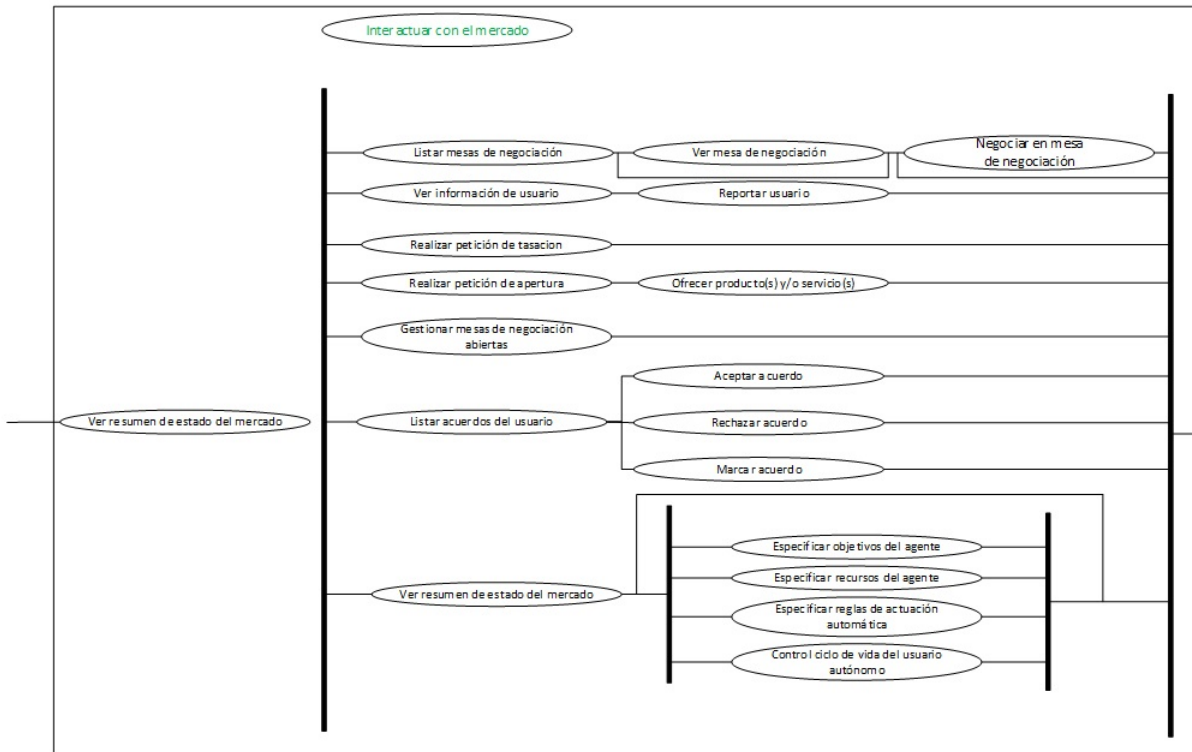 Interactuar con el mercado
Listar mesas de negociación
Ver mesa de negociación
Negociar en mesa
de negociación
Ver información de usuario
Reportar usuario
Realizar petición de tasacion
Realizar petición de apertura
Ofrecer producto(s) y/o servicio(s)
Gestionar mesas de negociación
abiertas
Aceptar acuerdo
Ver resumen de estado del mercado
Listar acuerdos del usuario
Rechazar acuerdo
Marcar acuerdo
Especificar objetivos del agente
Especificar recursos del agente
Ver resumen de estado del mercado
Especificar reglas de actuación
automática
Control ciclo de vida del usuario
autónomo